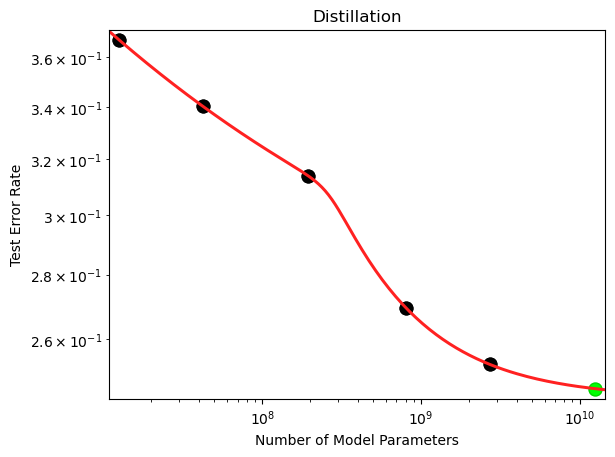 Distillation
3.6 × 10⁻¹
3.4 × 10⁻¹
3.2 × 10⁻¹
3 × 10⁻¹
2.8 × 10⁻¹
2.6 × 10⁻¹
Test Error Rate
10⁸ 10⁹ 10¹⁰
Number of Model Parameters